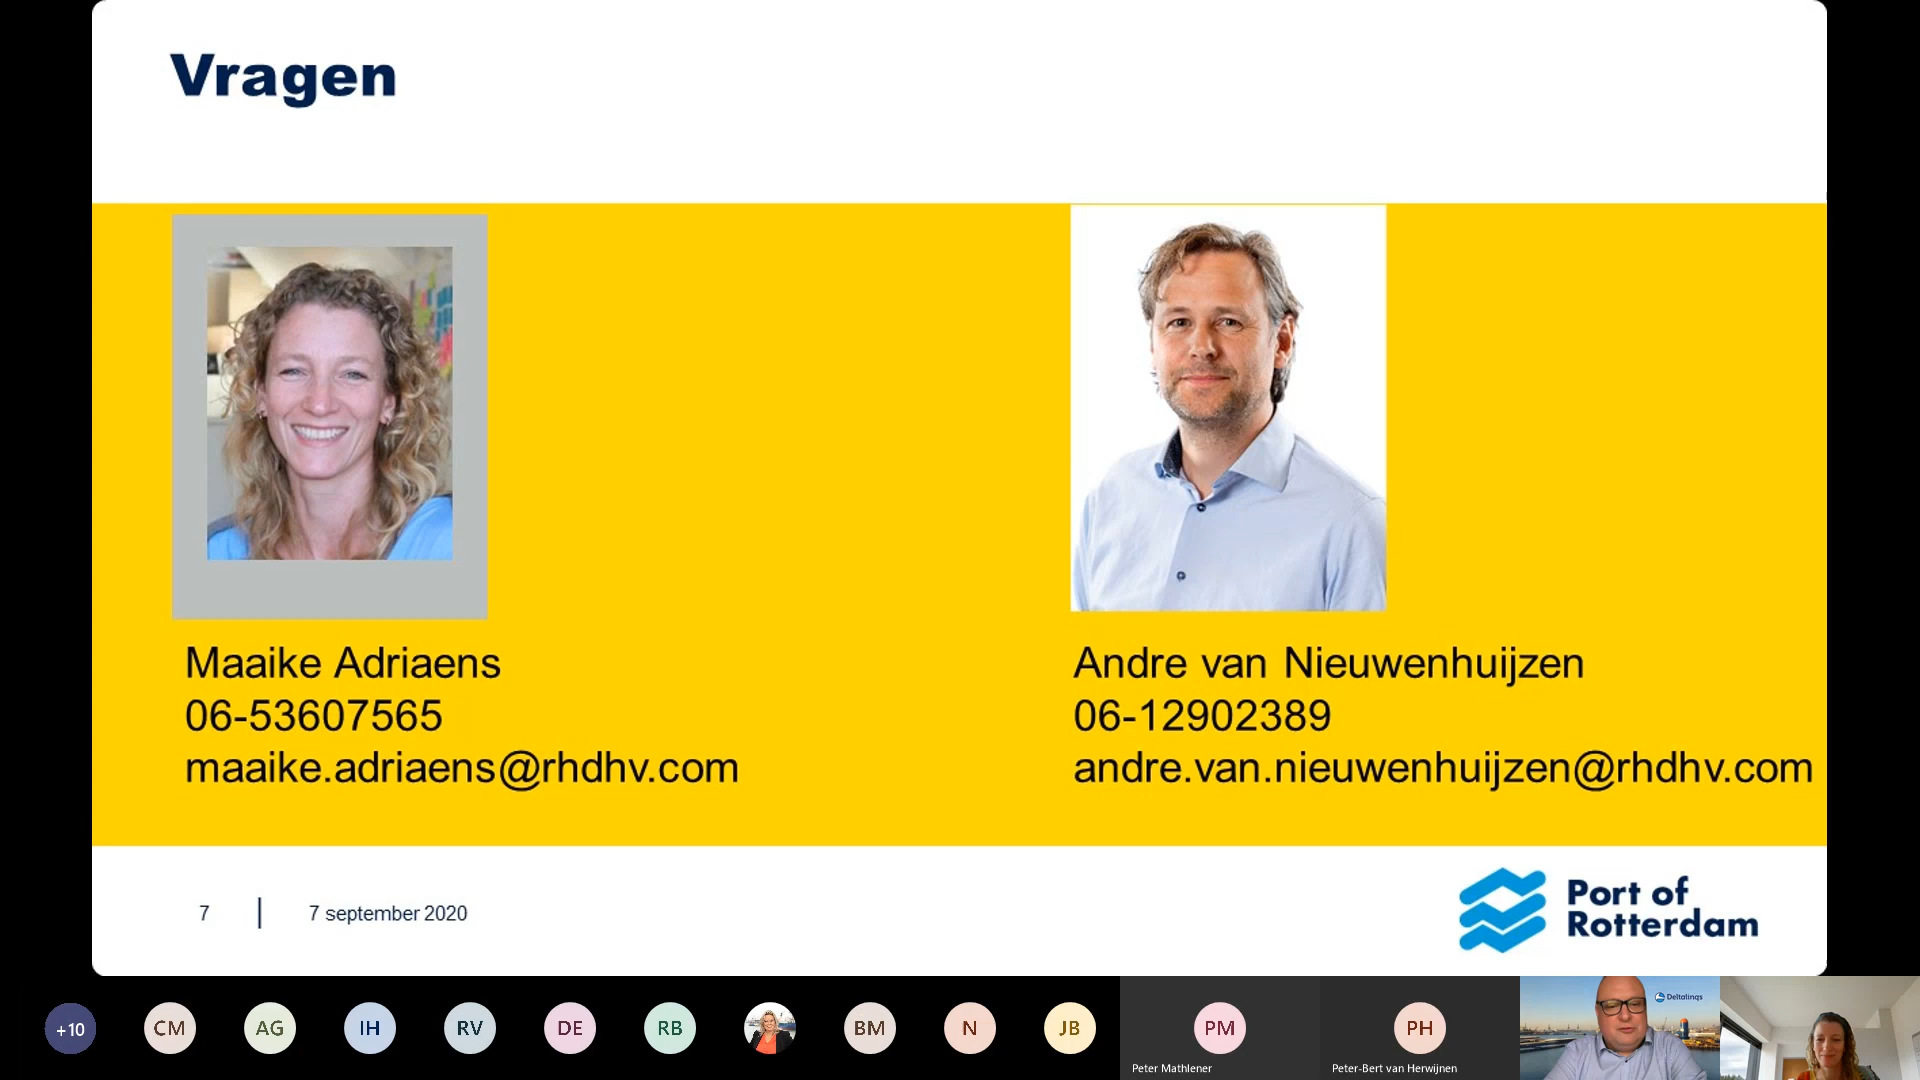 Vragen
Maaike Adriaens
06-53607565
maaike.adriaens@rhdhv.com
Andre van Nieuwenhuijzen
06-12902389
andre.van.nieuwenhuijzen@rhdhv.com
7
7 september 2020
Port of
Rotterdam
+10
CM
AG
IH
RV
DE
RB
BM
N
JB
PM
Peter Mathlener
PH
Peter-Bert van Herwijnen
Deltalinqs